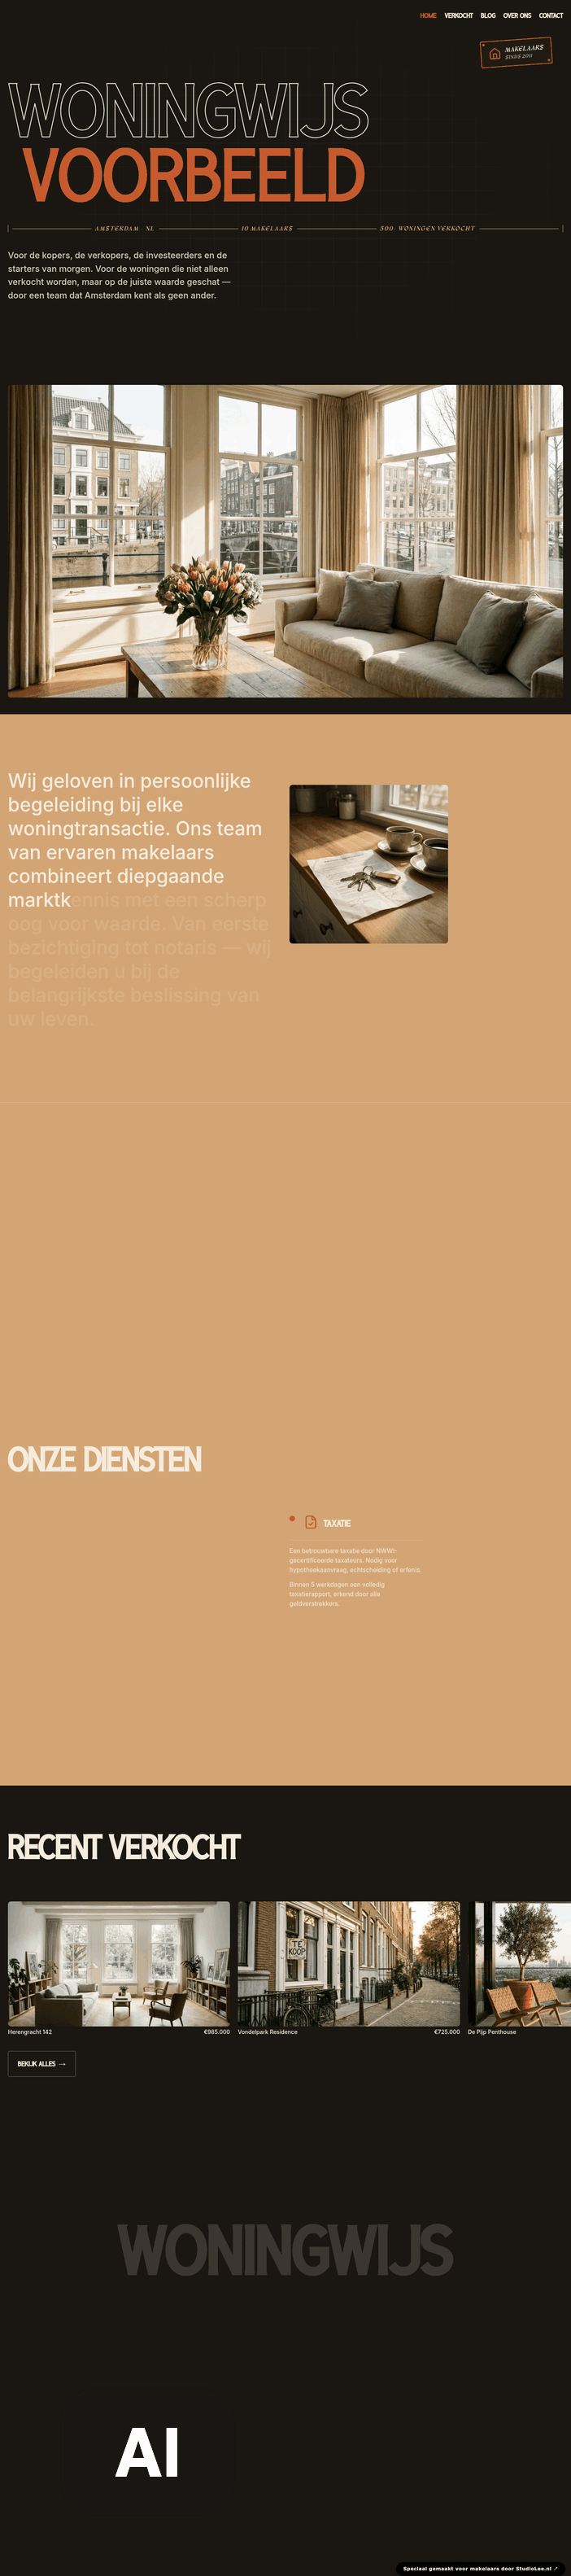 HOME VERKOCHT BLOG OVER ONS CONTACT
MAKELAARS
SINDS 2011
WONINGWIJS
VOORBEELD
AMSTERDAM · NL 10 MAKELAARS 500+ WONINGEN VERKOCHT
Voor de kopers, de verkopers, de investeerders en de
starters van morgen. Voor de woningen die niet alleen
verkocht worden, maar op de juiste waarde geschat —
door een team dat Amsterdam kent als geen ander.
Wij geloven in persoonlijke
begeleiding bij elke
woningtransactie. Ons team
van ervaren makelaars
combineert diepgaande
marktkennis met een scherp
oog voor waarde. Van eerste
bezichtiging tot notaris — wij
begeleiden u bij de
belangrijkste beslissing van
uw leven.
ONZE DIENSTEN
TAXATIE
Een betrouwbare taxatie door NWWI-
gecertificeerde taxateurs. Nodig voor
hypotheekaanvraag, echtscheiding of erfenis.
Binnen 5 werkdagen een volledig
taxatierapport, erkend door alle
geldverstrekkers.
RECENT VERKOCHT
TE
KOOP
Herengracht 142 €985.000 Vondelpark Residence €725.000 De Pijp Penthouse
BEKIJK ALLES →
WONINGWIJS
AI
Speciaal gemaakt voor makelaars door StudioLee.nl ↗